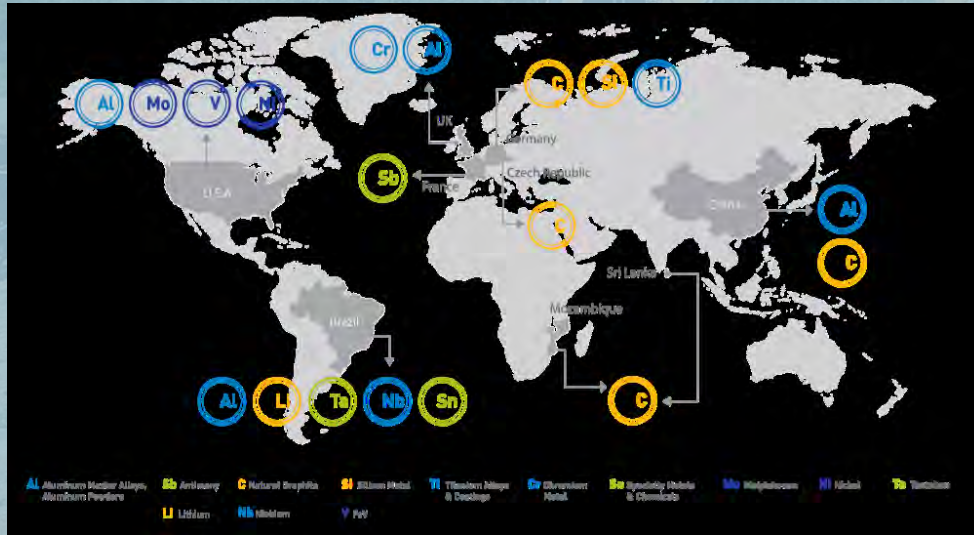 Cr Al
Al Mo V Ni
C Si Ti
UK
Germany
U.S.A
Sb
France
Czech Republic
China
Al
C
C
Sri Lanka
Mozambique
Brazil
Al Li Ta Nb Sn
C
Al Aluminum Master Alloys, Aluminum Powders
Sb Antimony
C Natural Graphite
Si Silicon Metal
Ti Titanium Alloys & Coatings
Cr Chromium Metal
Sn Specialty Metals & Chemicals
Mo Molybdenum
Ni Nickel
Ta Tantalum
Li Lithium
Nb Niobium
V FeV